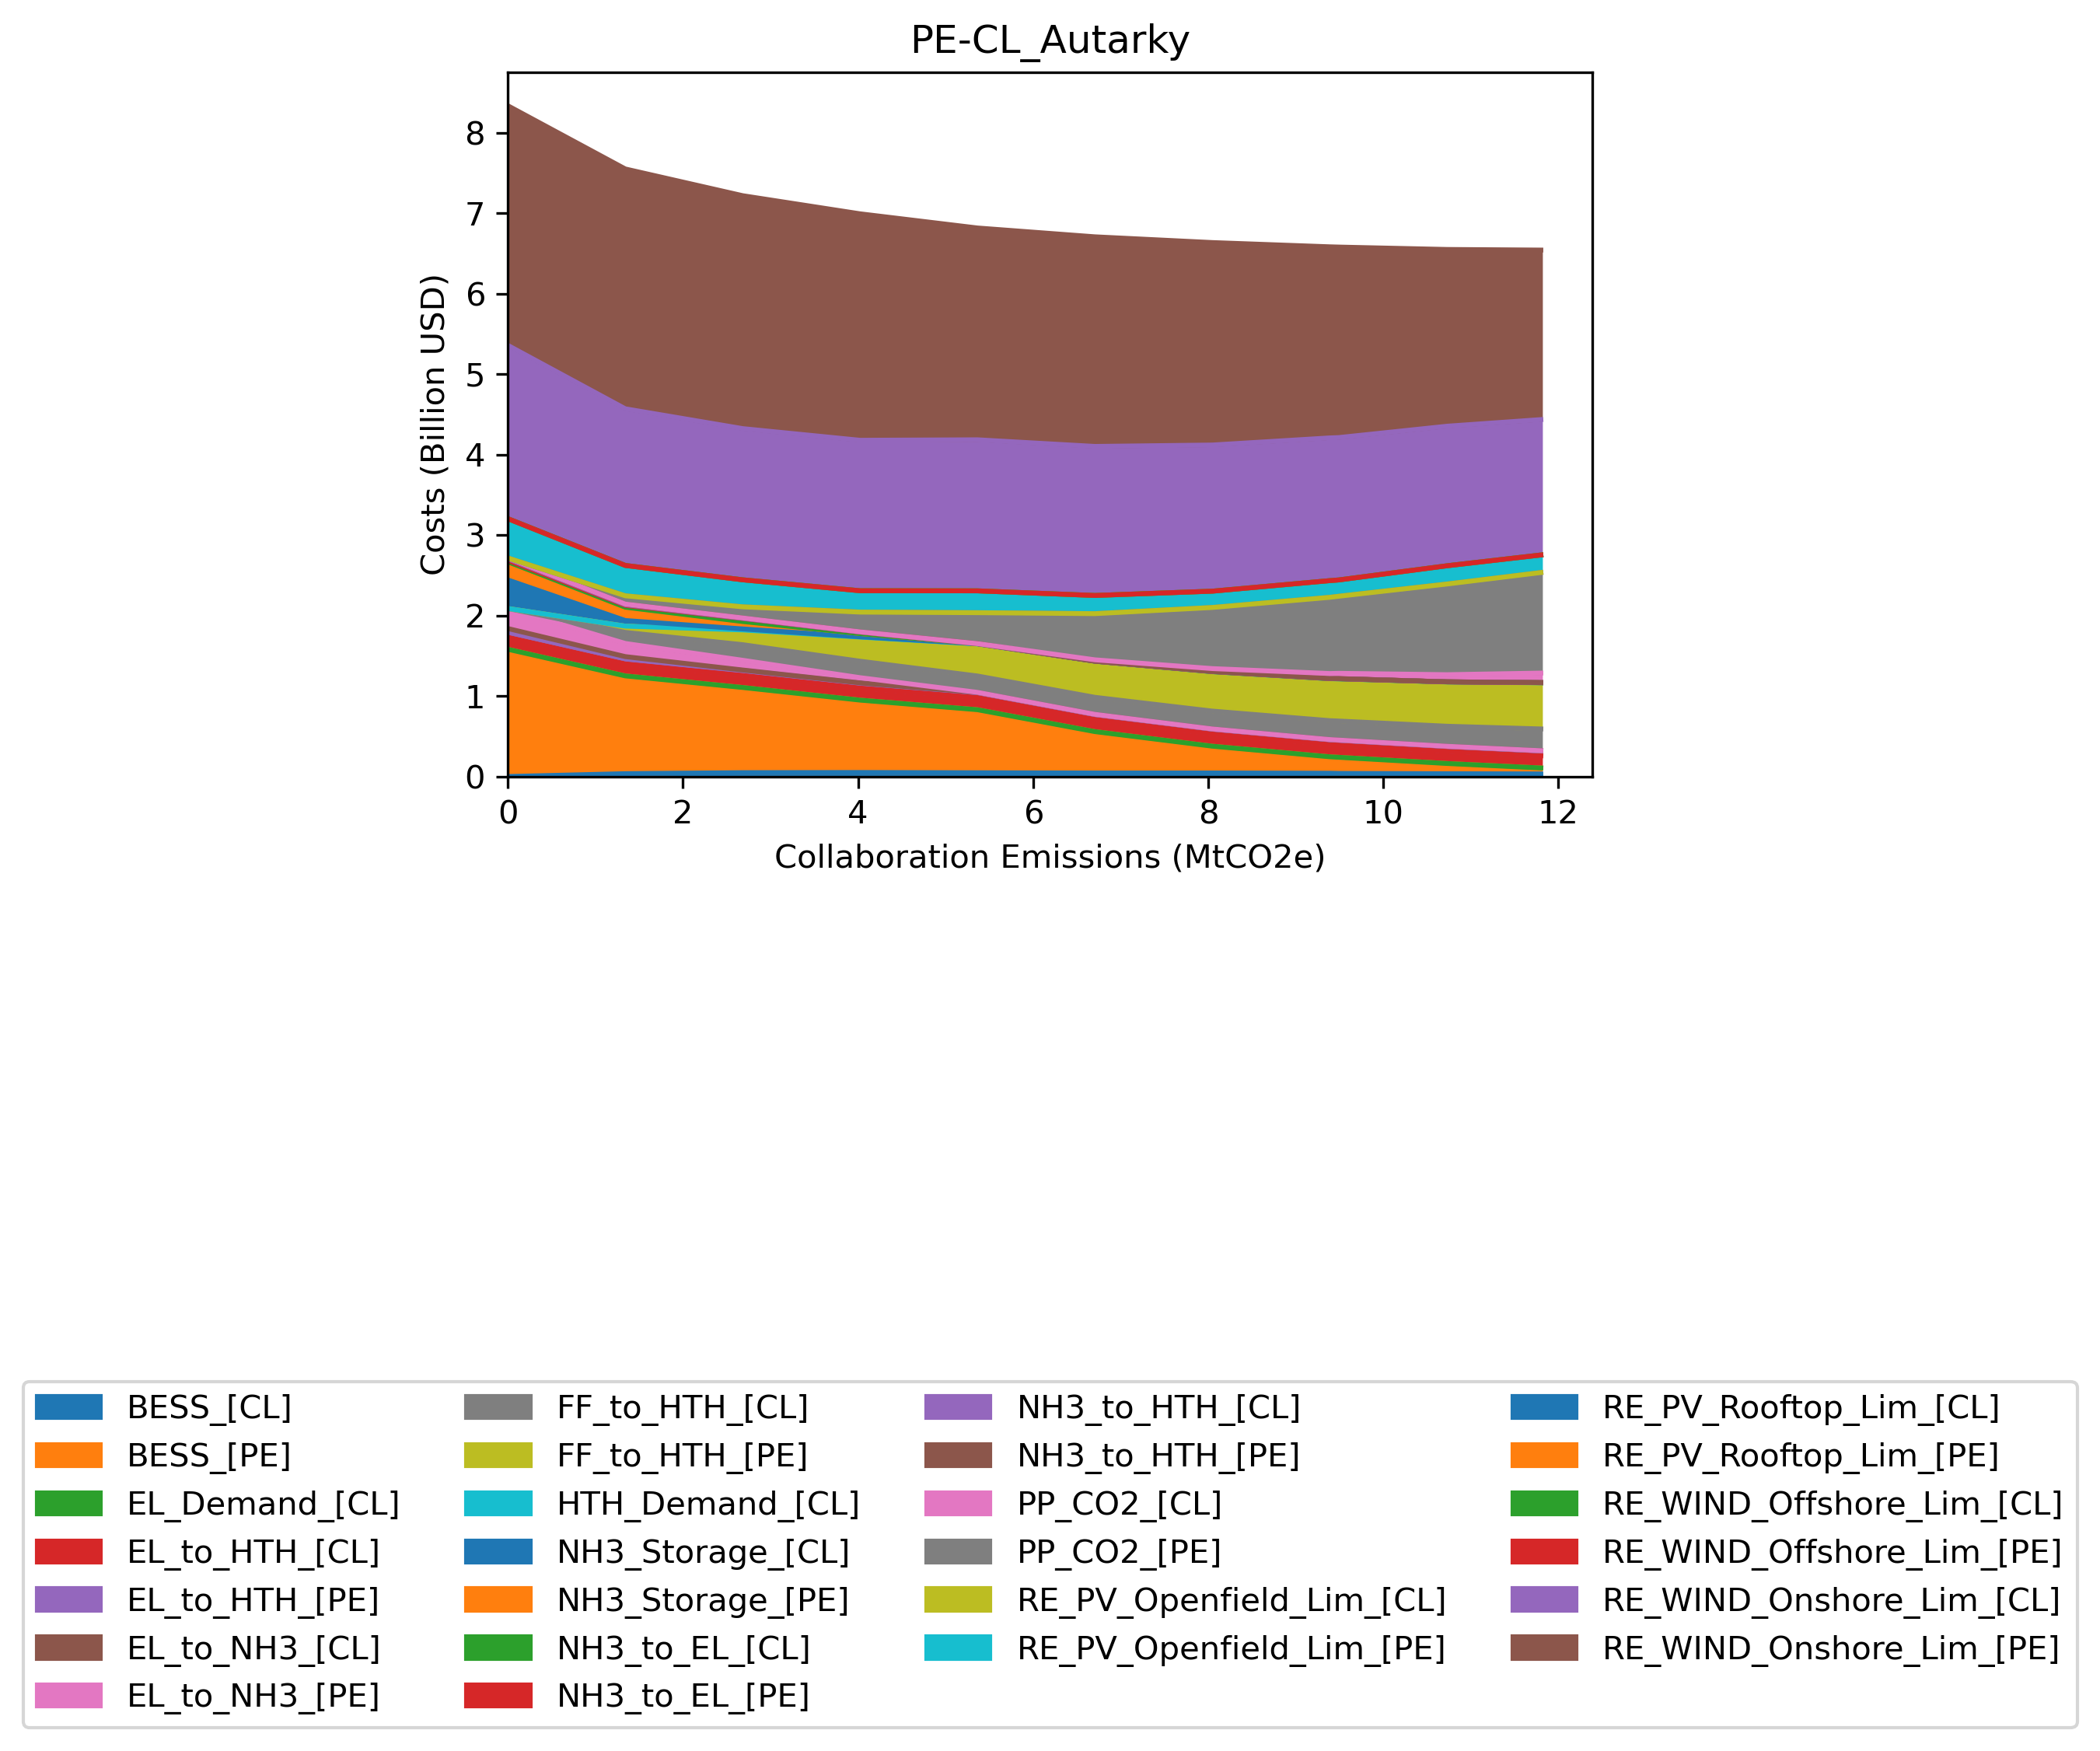 PE-CL_Autarky
Costs (Billion USD)
8
7
6
5
4
3
2
1
0
0 2 4 6 8 10 12
Collaboration Emissions (MtCO2e)
BESS_[CL]
BESS_[PE]
EL_Demand_[CL]
EL_to_HTH_[CL]
EL_to_HTH_[PE]
EL_to_NH3_[CL]
EL_to_NH3_[PE]
FF_to_HTH_[CL]
FF_to_HTH_[PE]
HTH_Demand_[CL]
NH3_Storage_[CL]
NH3_Storage_[PE]
NH3_to_EL_[CL]
NH3_to_EL_[PE]
NH3_to_HTH_[CL]
NH3_to_HTH_[PE]
PP_CO2_[CL]
PP_CO2_[PE]
RE_PV_Openfield_Lim_[CL]
RE_PV_Openfield_Lim_[PE]
RE_PV_Rooftop_Lim_[CL]
RE_PV_Rooftop_Lim_[PE]
RE_WIND_Offshore_Lim_[CL]
RE_WIND_Offshore_Lim_[PE]
RE_WIND_Onshore_Lim_[CL]
RE_WIND_Onshore_Lim_[PE]